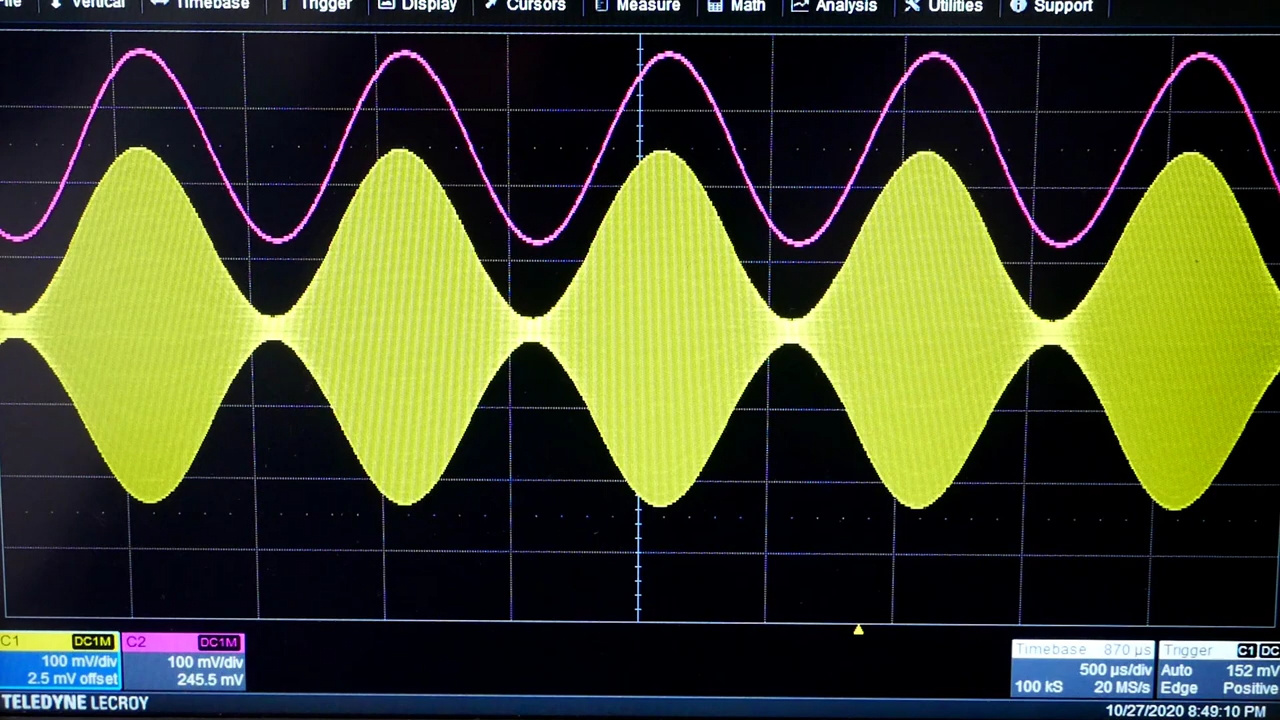 File Vertical Timebase Trigger Display Cursors Measure Math Analysis Utilities Support
C1 DC1M
100 mV/div
2.5 mV offset
C2 DC1M
100 mV/div
245.5 mV
Timebase 870 µs
500 µs/div
100 kS 20 MS/s
Trigger C1 DC
Auto 152 mV
Edge Positive
TELEDYNE LECROY
10/27/2020 8:49:10 PM